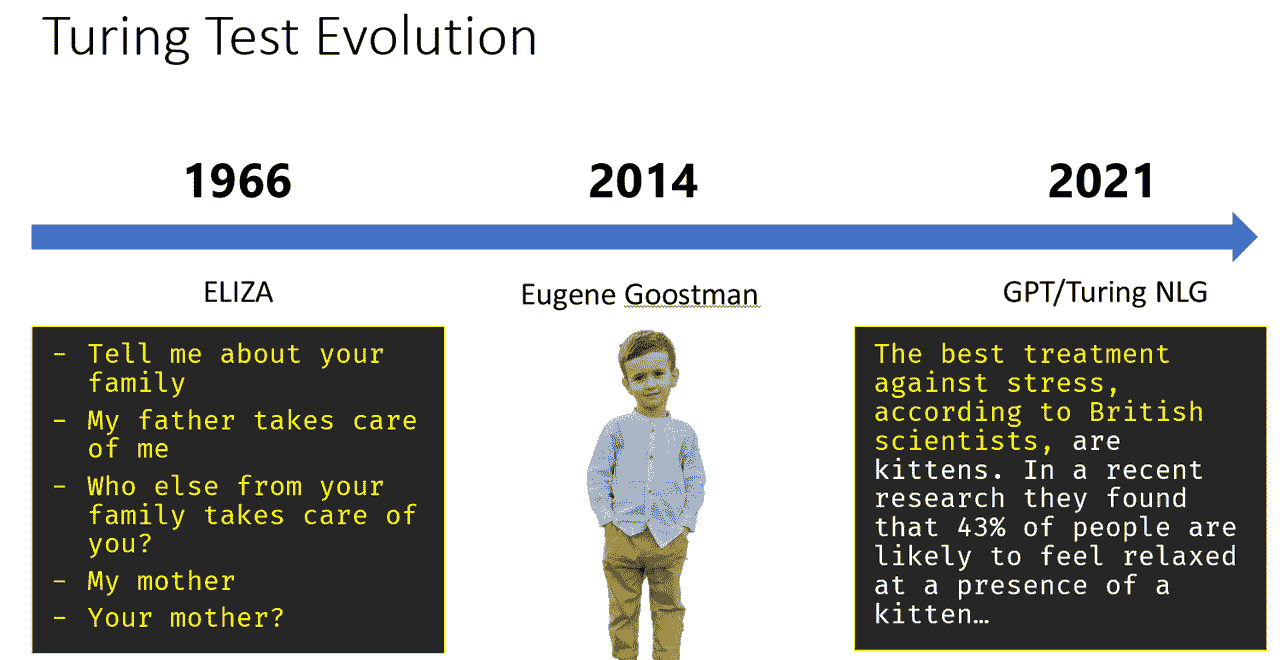 Turing Test Evolution
1966
2014
2021
ELIZA
Eugene Goostman
GPT/Turing NLG
- Tell me about your
family
- My father takes care
of me
- Who else from your
family takes care of
you?
- My mother
- Your mother?
The best treatment
against stress,
according to British
scientists, are
kittens. In a recent
research they found
that 43% of people are
likely to feel relaxed
at a presence of a
kitten…